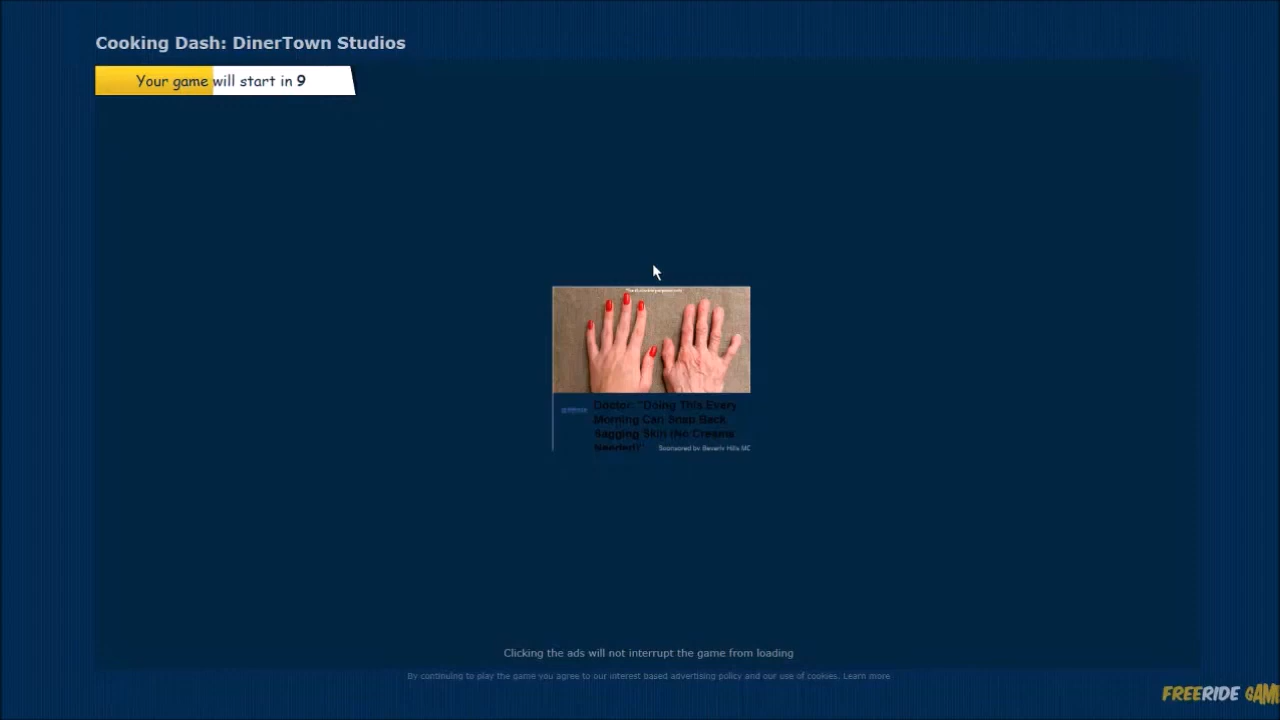 Cooking Dash: DinerTown Studios
Your game will start in 9
Doctor: "Doing This Every
Morning Can Snap Back
Sagging Skin (No Creams
Needed)"
Sponsored by Beverly Hills MD
Clicking the ads will not interrupt the game from loading
By continuing to play the game you agree to our interest based advertising policy and our use of cookies. Learn more
FREERIDE GAM